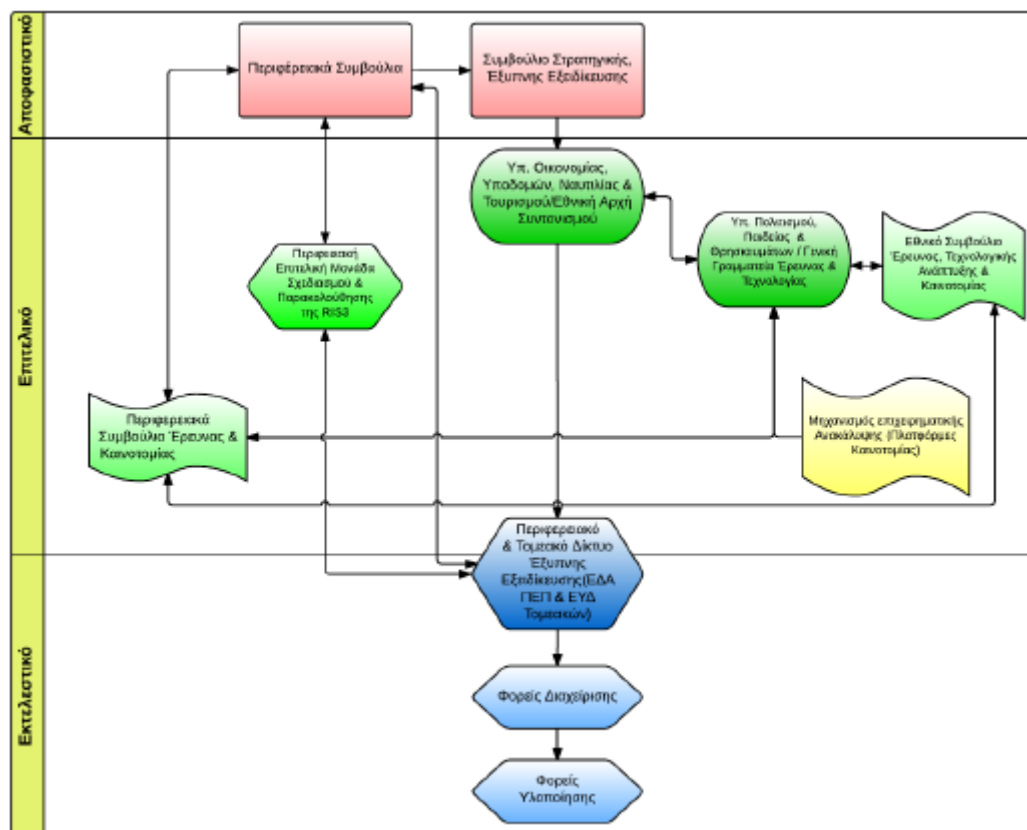 Αποφασιστικό
Περιφέρειακά Συμβούλια
Συμβούλιο Στρατηγικής,
Έξυπνης Εξειδίκευσης
Επιτελικό
Υπ. Οικονομίας,
Υποδομών, Ναυτιλίας &
Τουρισμού/Εθνική Αρχή
Συντονισμού
Υπ. Πολιτισμού,
Παιδείας &
Θρησκευμάτων / Γενική
Γραμματεία Έρευνας &
Τεχνολογίας
Εθνικό Συμβούλιο
Έρευνας, Τεχνολογικής
Ανάπτυξης &
Καινοτομίας
Περιφερειακή
Επιτελική Μονάδα
Σχεδιασμού &
Παρακολούθησης
της RIS3
Περιφερειακά
Συμβούλια Έρευνας &
Καινοτομίας
Μηχανισμός επιχειρηματικής
Ανακάλυψης (Πλατφόρμες
Καινοτομίας)
Εκτλεστικό
Περιφερειακό
& Τομεακό Δίκτυο
Έξυπνης
Εξειδίκευσης(ΕΔΑ
ΠΕΠ & ΕΥΔ
Τομεακών)
Φορείς Διαχείρισης
Φορείς
Υλοποίησης